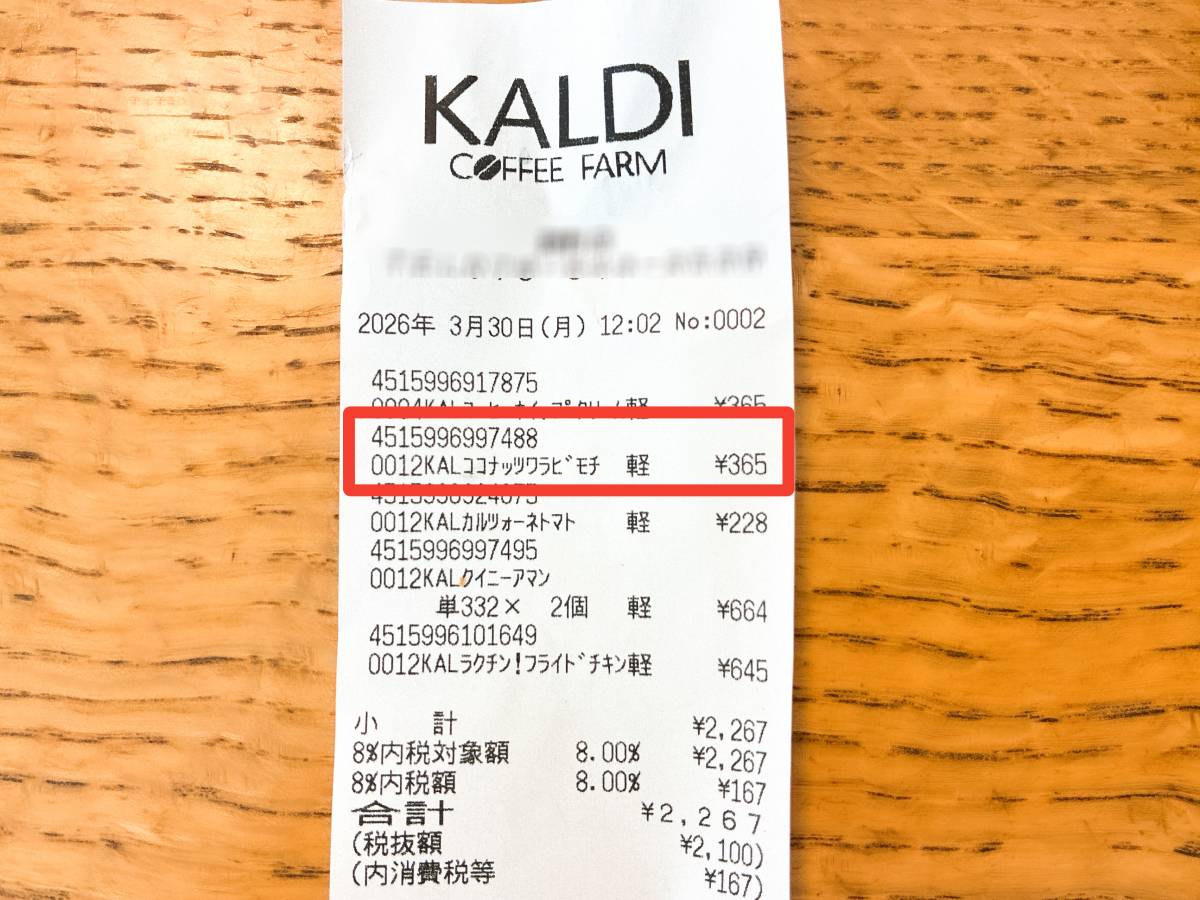 KALDI
COFFEE FARM
2026年 3月30日(月) 12:02 No:0002
4515996917875
軽 ¥365
4515996997488
0012KALココナッツワラビモチ 軽 ¥365
0012KALカルツォーネトマト 軽 ¥228
4515996997495
0012KALクイニーアマン
単332× 2個 軽 ¥664
4515996101649
0012KALラクチン!フライドチキン軽 ¥645
小 計 ¥2,267
8%内税対象額 8.00% ¥2,267
8%内税額 8.00% ¥167
合計 ¥2,267
(税抜額 ¥2,100)
(内消費税等 ¥167)